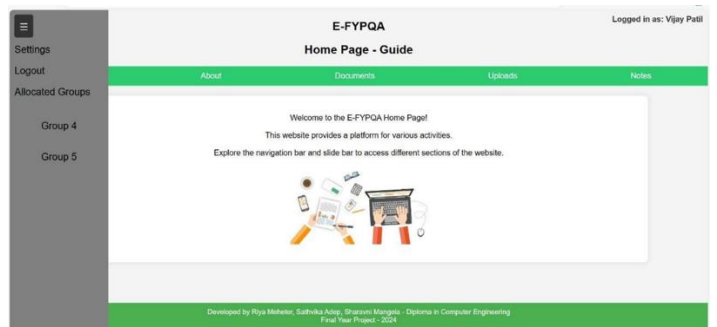 ☰
E-FYPQA
Logged in as: Vijay Patil
Home Page - Guide
Settings
Logout
Allocated Groups
Group 4
Group 5
About Documents Uploads Notes
Welcome to the E-FYPQA Home Page!
This website provides a platform for various activities.
Explore the navigation bar and slide bar to access different sections of the website.
Developed by Riya Meheter, Sathvika Adep, Sharavni Mangela - Diploma in Computer Engineering
Final Year Project - 2024